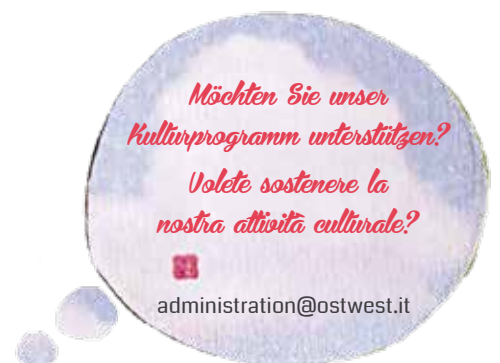 Möchten Sie unser
Kulturprogramm unterstützen?
Volete sostenere la
nostra attività culturale?
administration@ostwest.it